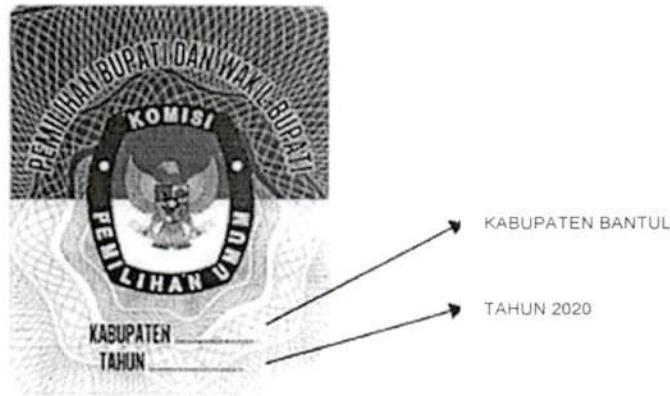 PEMILIHAN BUPATI DAN WAKIL BUPATI
KOMISI
PEMILIHAN UMUM
KABUPATEN BANTUL
KABUPATEN
TAHUN 2020
TAHUN